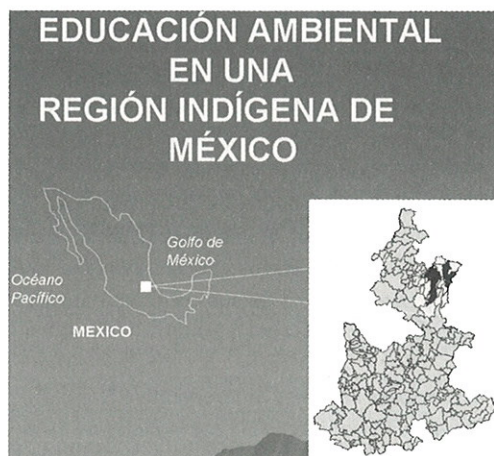 EDUCACIÓN AMBIENTAL
EN UNA
REGIÓN INDÍGENA DE
MÉXICO
Golfo de
México
Océano
Pacífico
MEXICO